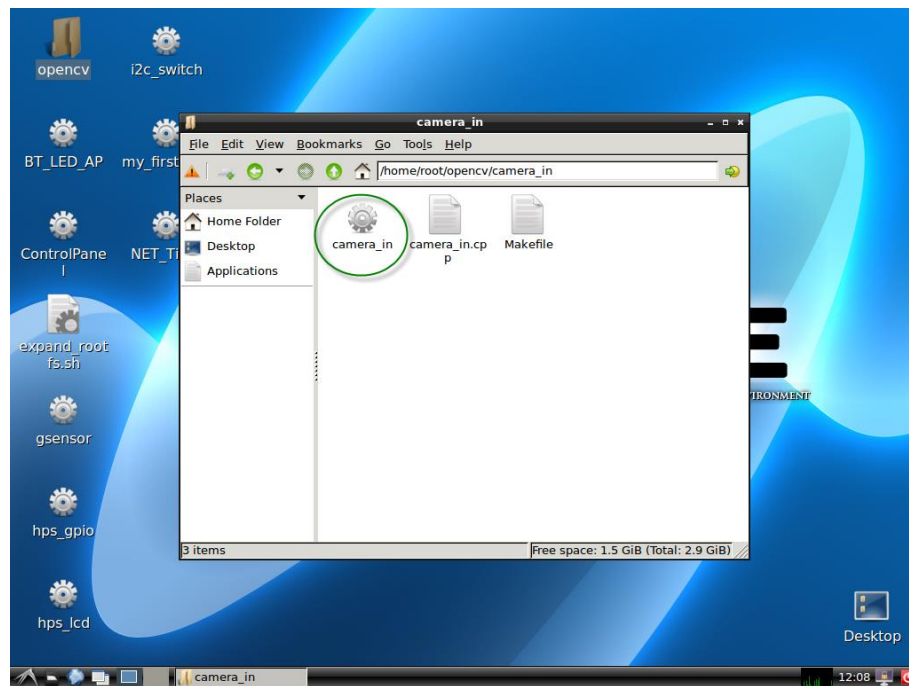 opencv
i2c_switch
BT_LED_AP
my_first
ControlPane
l
NET_Ti
expand_root
fs.sh
gsensor
hps_gpio
hps_lcd
camera_in
File Edit View Bookmarks Go Tools Help
/home/root/opencv/camera_in
Places
Home Folder
Desktop
Applications
camera_in
camera_in.cp
p
Makefile
3 items
Free space: 1.5 GiB (Total: 2.9 GiB)
E
IRONMENT
Desktop
camera_in
12:08